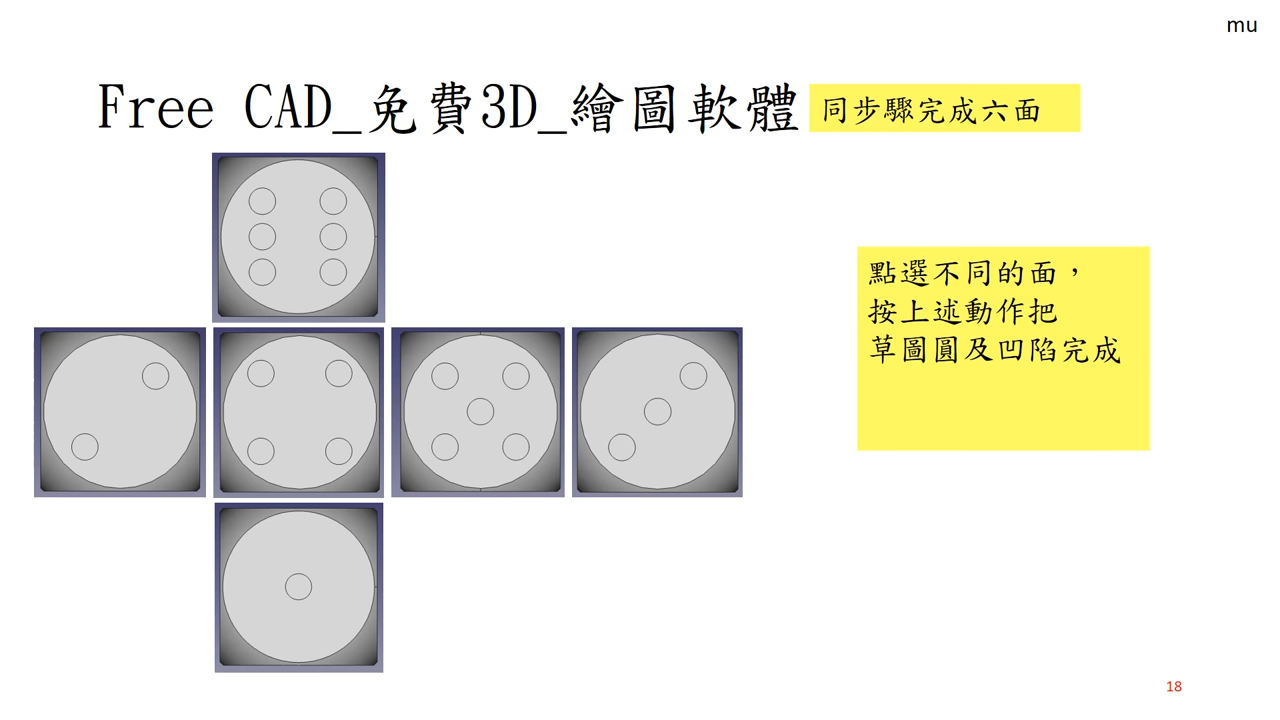 mu
Free CAD_免費3D_繪圖軟體
同步驟完成六面
點選不同的面，
按上述動作把
草圖圓及凹陷完成
18